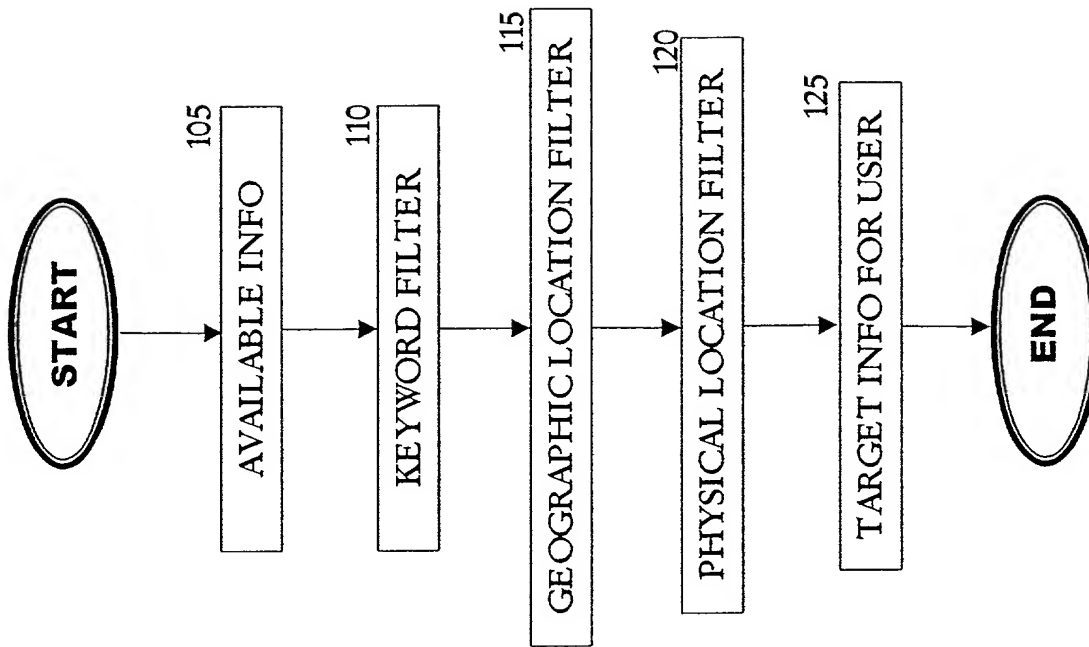 START
105
AVAILABLE INFO
110
KEYWORD FILTER
115
GEOGRAPHIC LOCATION FILTER
120
PHYSICAL LOCATION FILTER
125
TARGET INFO FOR USER
END